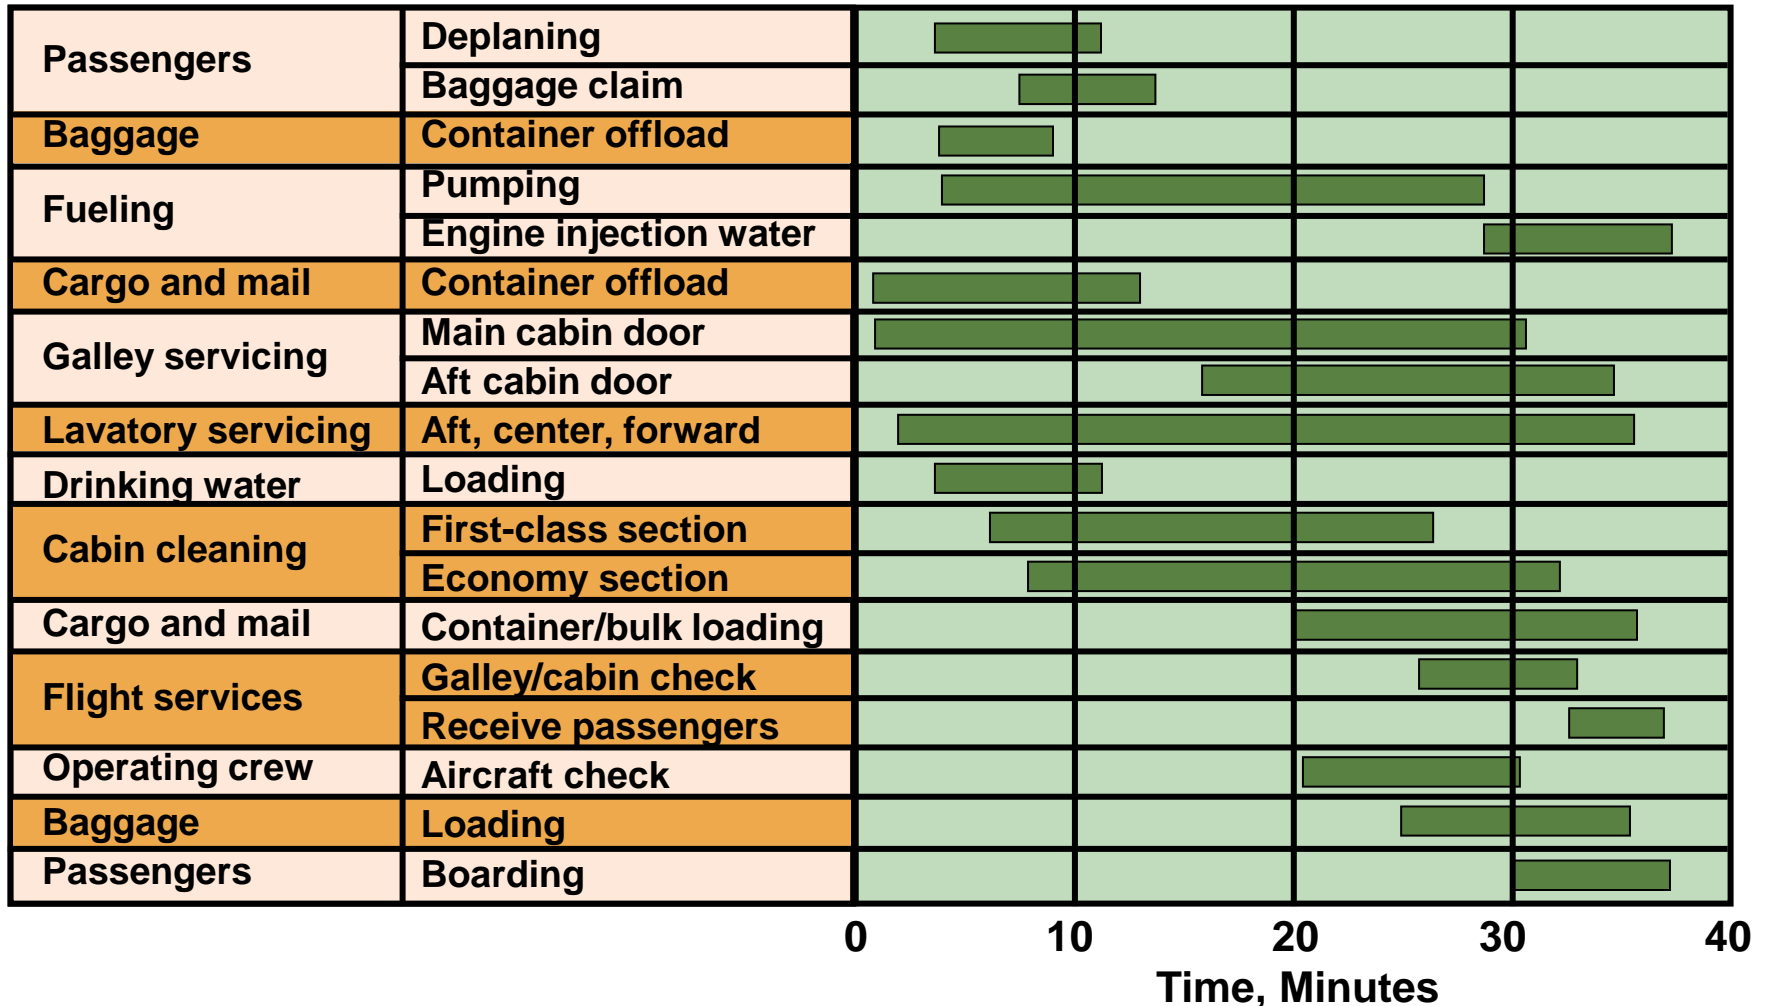 Passengers
Deplaning
Baggage claim
Baggage
Container offload
Fueling
Pumping
Engine injection water
Cargo and mail
Container offload
Galley servicing
Main cabin door
Aft cabin door
Lavatory servicing
Aft, center, forward
Drinking water
Loading
Cabin cleaning
First-class section
Economy section
Cargo and mail
Container/bulk loading
Flight services
Galley/cabin check
Receive passengers
Operating crew
Aircraft check
Baggage
Loading
Passengers
Boarding
0 10 20 30 40
Time, Minutes